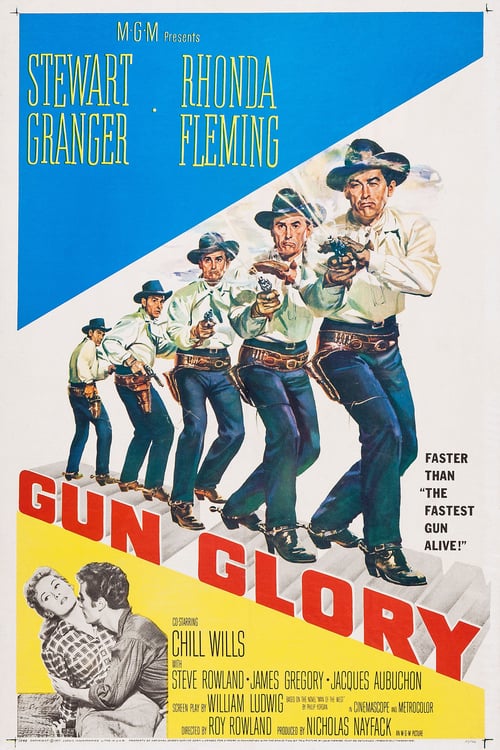 M-G-M Presents
STEWART GRANGER
RHONDA FLEMING
FASTER
THAN
"THE
FASTEST
GUN
ALIVE!"
GUN GLORY
CO-STARRING
CHILL WILLS
WITH
STEVE ROWLAND · JAMES GREGORY · JACQUES AUBUCHON
SCREEN PLAY BY WILLIAM LUDWIG BASED ON THE NOVEL "MAN OF THE WEST" BY PHILIP YORDAN IN CINEMASCOPE AND METROCOLOR
DIRECTED BY ROY ROWLAND PRODUCED BY NICHOLAS NAYFACK AN M-G-M PICTURE